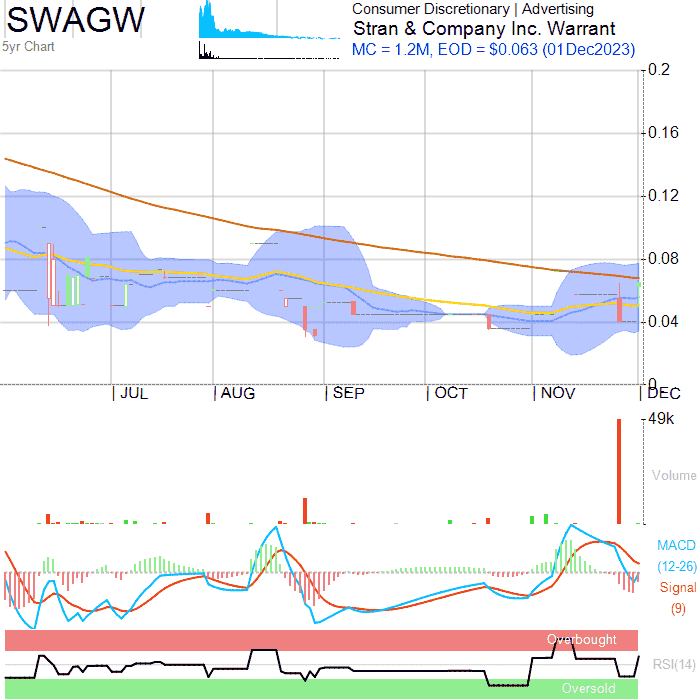 SWAGW
5yr Chart
Consumer Discretionary | Advertising
Stran & Company Inc. Warrant
MC = 1.2M, EOD = $0.063 (01Dec2023)
0.2
0.16
0.12
0.08
0.04
0
JUL AUG SEP OCT NOV DEC
49k
Volume
MACD
(12-26)
Signal
(9)
Overbought
RSI(14)
Oversold